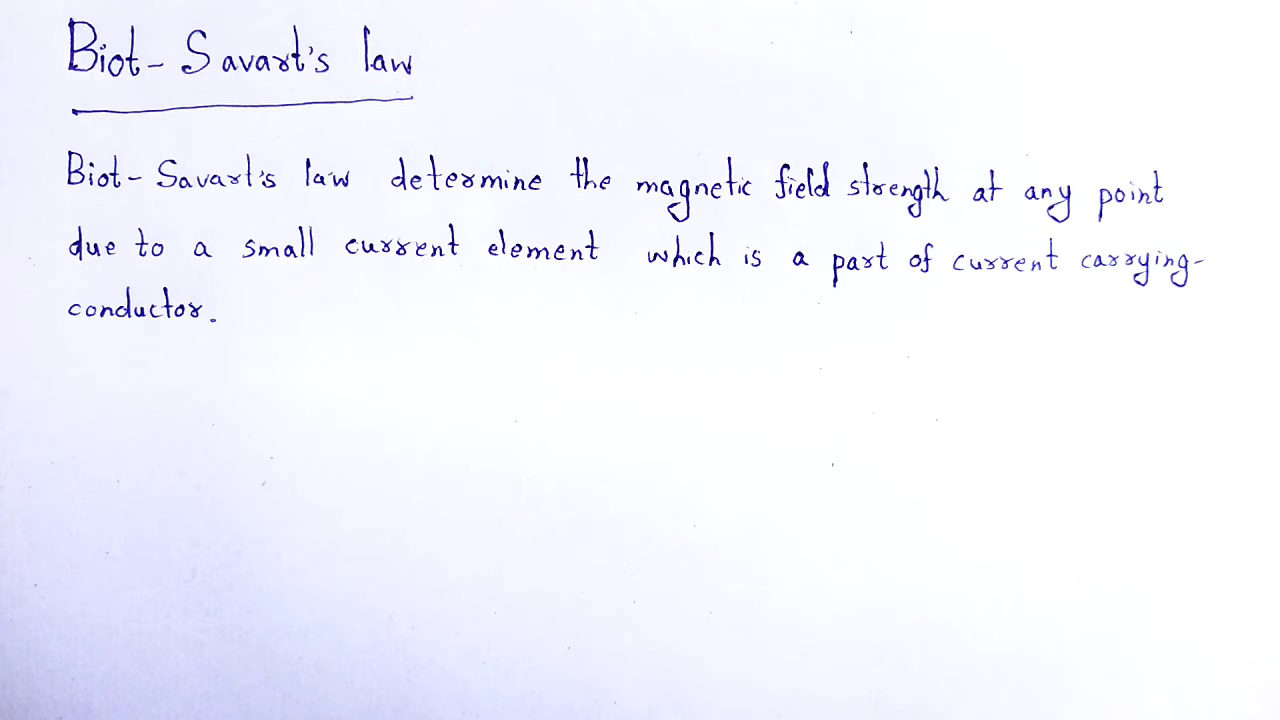 Biot- Savart's law
Biot- Savart's law determine the magnetic field strength at any point
due to a small current element which is a part of current carrying-
conductor.